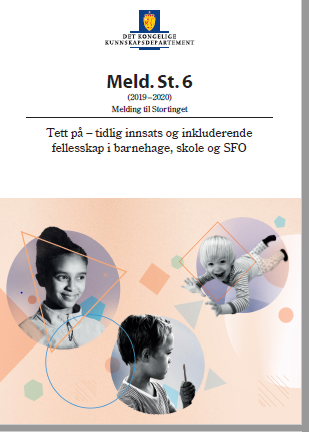 DET KONGELIGE
KUNNSKAPSDEPARTEMENT
Meld. St. 6
(2019–2020)
Melding til Stortinget
Tett på – tidlig innsats og inkluderende
fellesskap i barnehage, skole og SFO